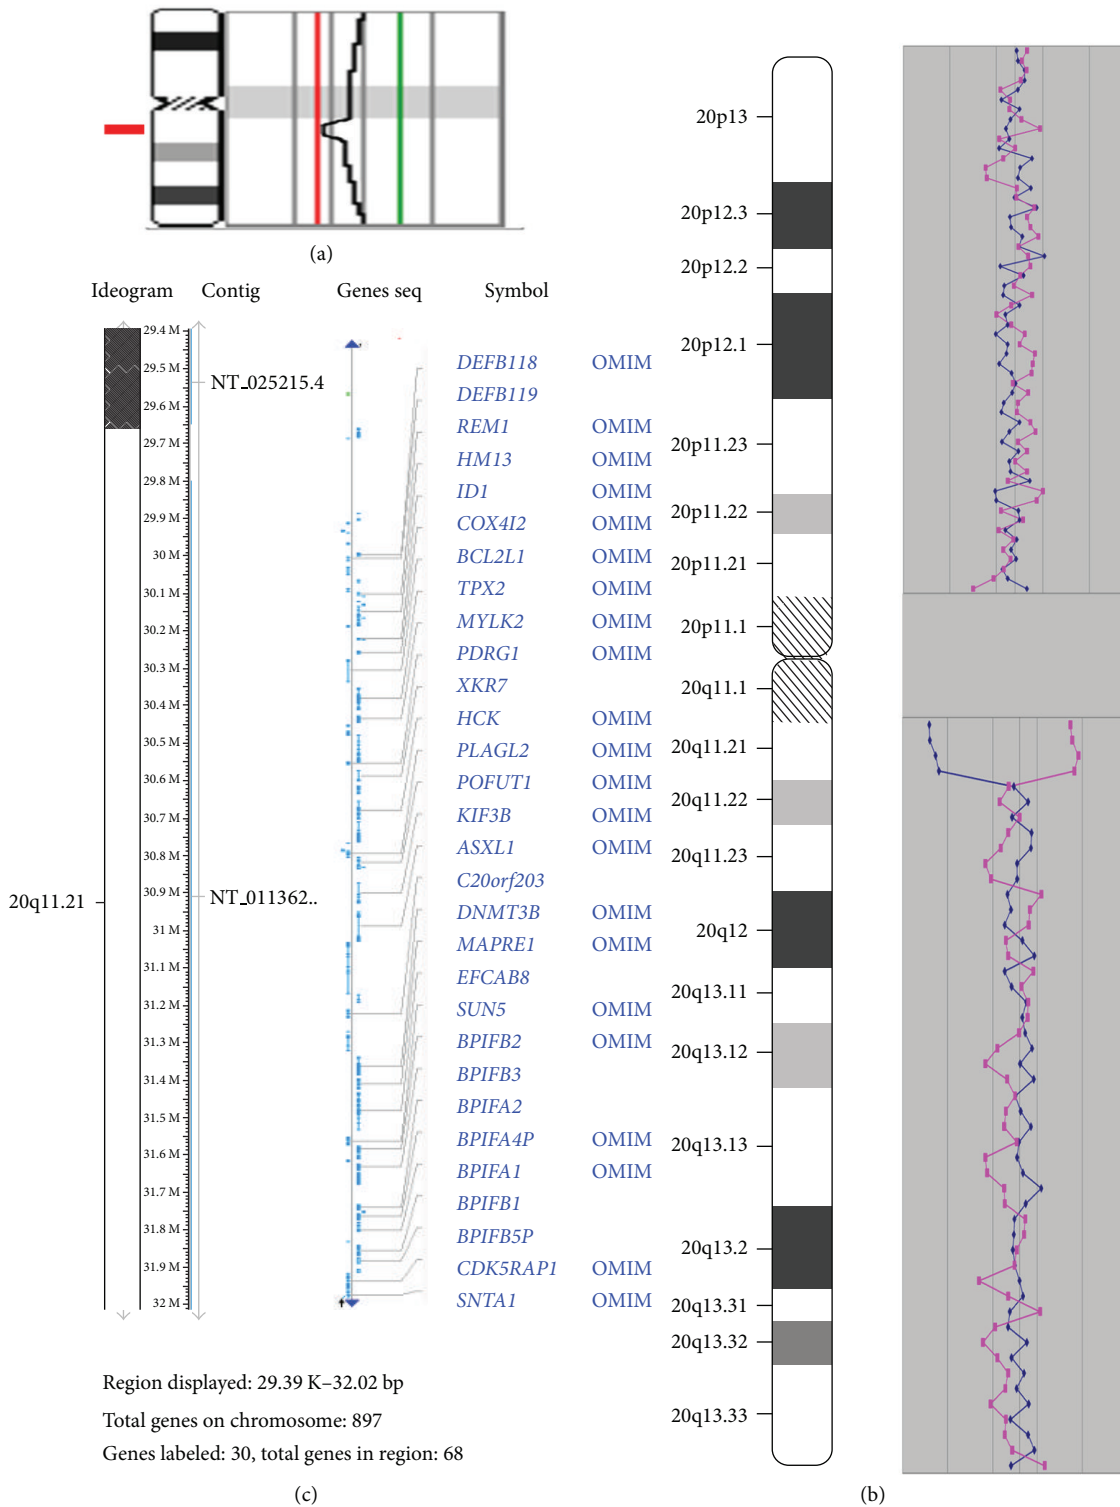 (a)
Ideogram Contig Genes seq Symbol
29.4 M
29.5 M
29.6 M
29.7 M
29.8 M
29.9 M
30 M
30.1 M
30.2 M
30.3 M
30.4 M
30.5 M
30.6 M
30.7 M
30.8 M
30.9 M
31 M
31.1 M
31.2 M
31.3 M
31.4 M
31.5 M
31.6 M
31.7 M
31.8 M
31.9 M
32 M
20q11.21
NT_025215.4
NT_011362..
DEFB118 OMIM
DEFB119
REM1 OMIM
HM13 OMIM
ID1 OMIM
COX4I2 OMIM
BCL2L1 OMIM
TPX2 OMIM
MYLK2 OMIM
PDRG1 OMIM
XKR7
HCK OMIM
PLAGL2 OMIM
POFUT1 OMIM
KIF3B OMIM
ASXL1 OMIM
C20orf203
DNMT3B OMIM
MAPRE1 OMIM
EFCAB8
SUN5 OMIM
BPIFB2 OMIM
BPIFB3
BPIFA2
BPIFA4P OMIM
BPIFA1 OMIM
BPIFB1
BPIFB5P
CDK5RAP1 OMIM
SNTA1 OMIM
Region displayed: 29.39 K–32.02 bp
Total genes on chromosome: 897
Genes labeled: 30, total genes in region: 68
(c)
20p13
20p12.3
20p12.2
20p12.1
20p11.23
20p11.22
20p11.21
20p11.1
20q11.1
20q11.21
20q11.22
20q11.23
20q12
20q13.11
20q13.12
20q13.13
20q13.2
20q13.31
20q13.32
20q13.33
(b)